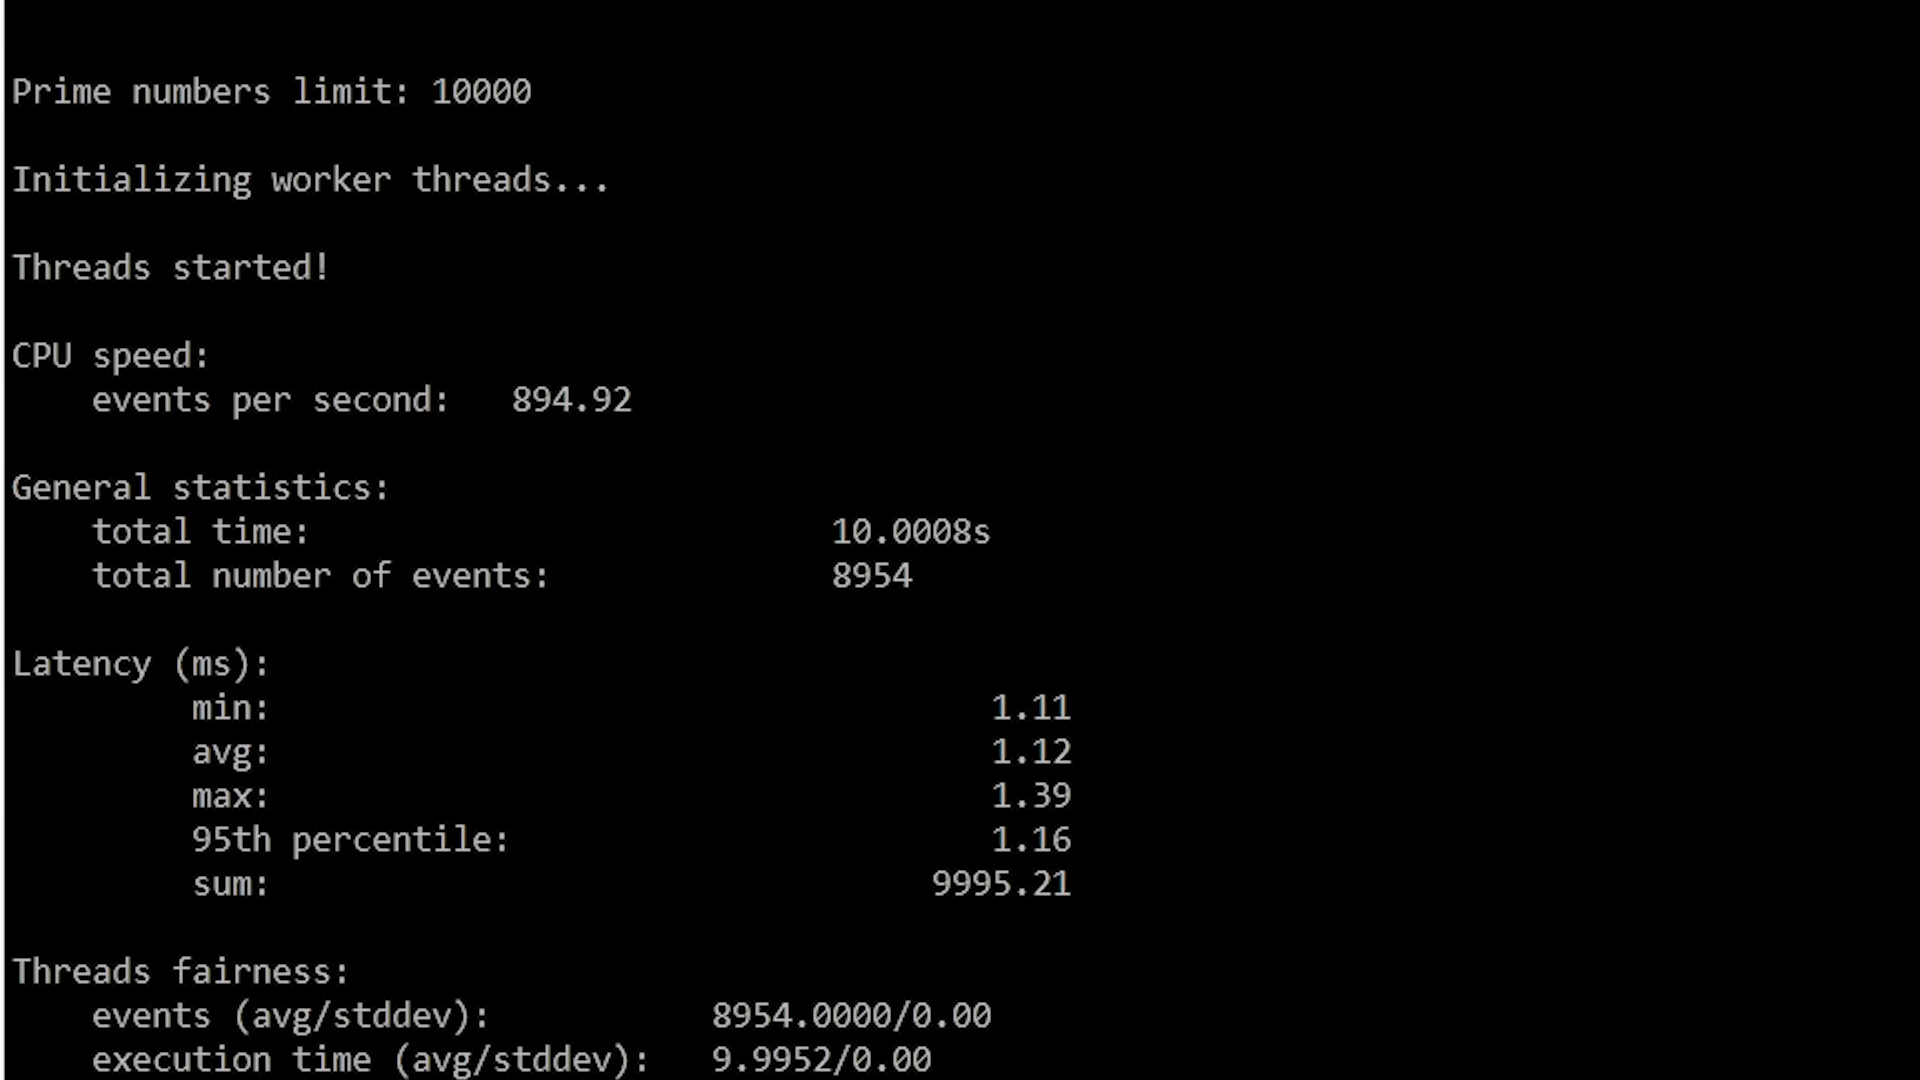 Prime numbers limit: 10000
Initializing worker threads...
Threads started!
CPU speed:
events per second: 894.92
General statistics:
total time: 10.0008s
total number of events: 8954
Latency (ms):
min: 1.11
avg: 1.12
max: 1.39
95th percentile: 1.16
sum: 9995.21
Threads fairness:
events (avg/stddev): 8954.0000/0.00
execution time (avg/stddev): 9.9952/0.00